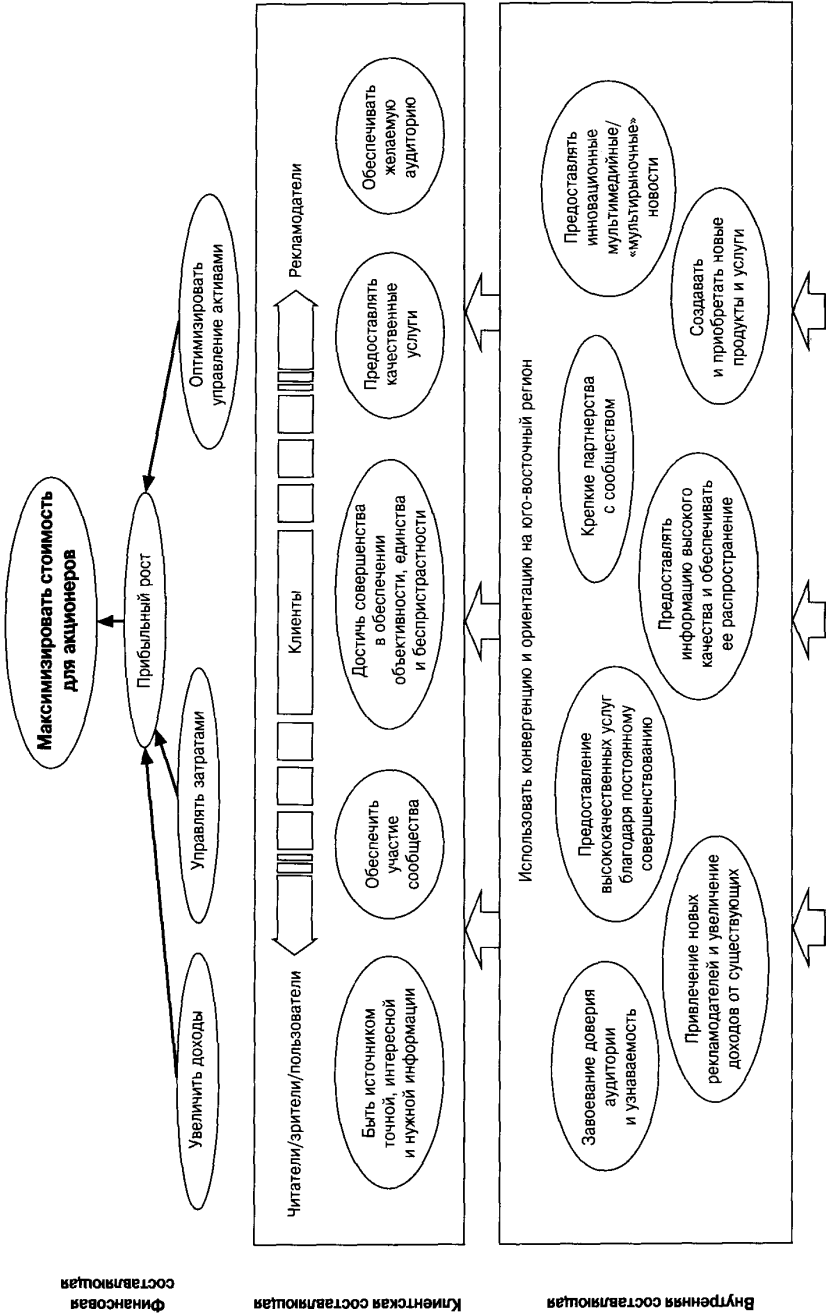 Финансовая
составляющая
Максимизировать стоимость
для акционеров
Прибыльный рост
Увеличить доходы
Управлять затратами
Оптимизировать
управление активами
Клиентская составляющая
Читатели/зрители/пользователи
Клиенты
Рекламодатели
Быть источником
точной, интересной
и нужной информации
Обеспечить
участие
сообщества
Достичь совершенства
в обеспечении
объективности, единства
и беспристрастности
Предоставлять
качественные
услуги
Обеспечивать
желаемую
аудиторию
Внутренняя составляющая
Использовать конвергенцию и ориентацию на юго-восточный регион
Завоевание доверия
аудитории
и узнаваемость
Предоставление
высококачественных услуг
благодаря постоянному
совершенствованию
Крепкие партнерства
с сообществом
Предоставлять
инновационные
мультимедийные/
«мультирыночные»
новости
Привлечение новых
рекламодателей и увеличение
доходов от существующих
Предоставлять
информацию высокого
качества и обеспечивать
ее распространение
Создавать
и приобретать новые
продукты и услуги